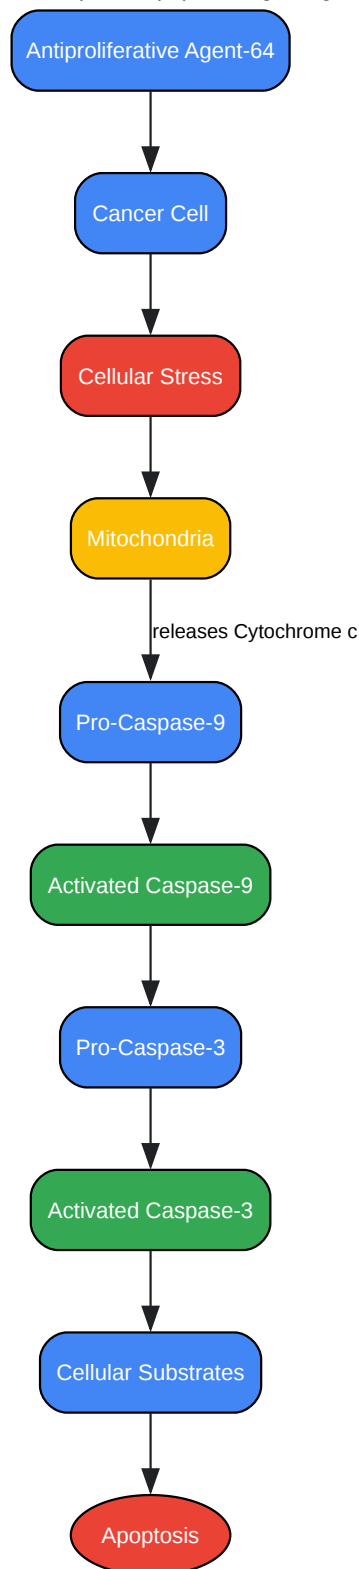 Antiproliferative Agent-64
Cancer Cell
Cellular Stress
Mitochondria
releases Cytochrome c
Pro-Caspase-9
Activated Caspase-9
Pro-Caspase-3
Activated Caspase-3
Cellular Substrates
Apoptosis